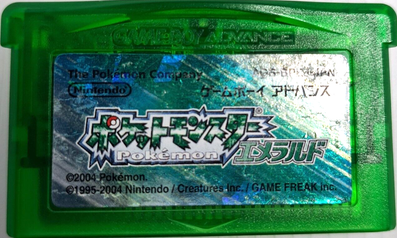 GAME BOY ADVANCE
The Pokémon Company
Nintendo
ゲームボーイ アドバンス
ポケットモンスター
Pokémon
エメラルド
©2004 Pokémon.
©1995-2004 Nintendo / Creatures inc. / GAME FREAK inc.